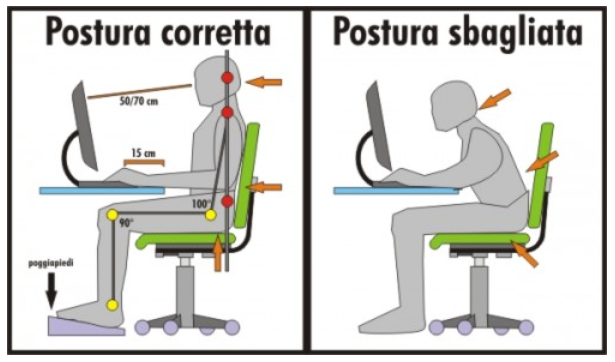 Postura corretta
50/70 cm
15 cm
100°
90°
poggiapiedi
Postura sbagliata